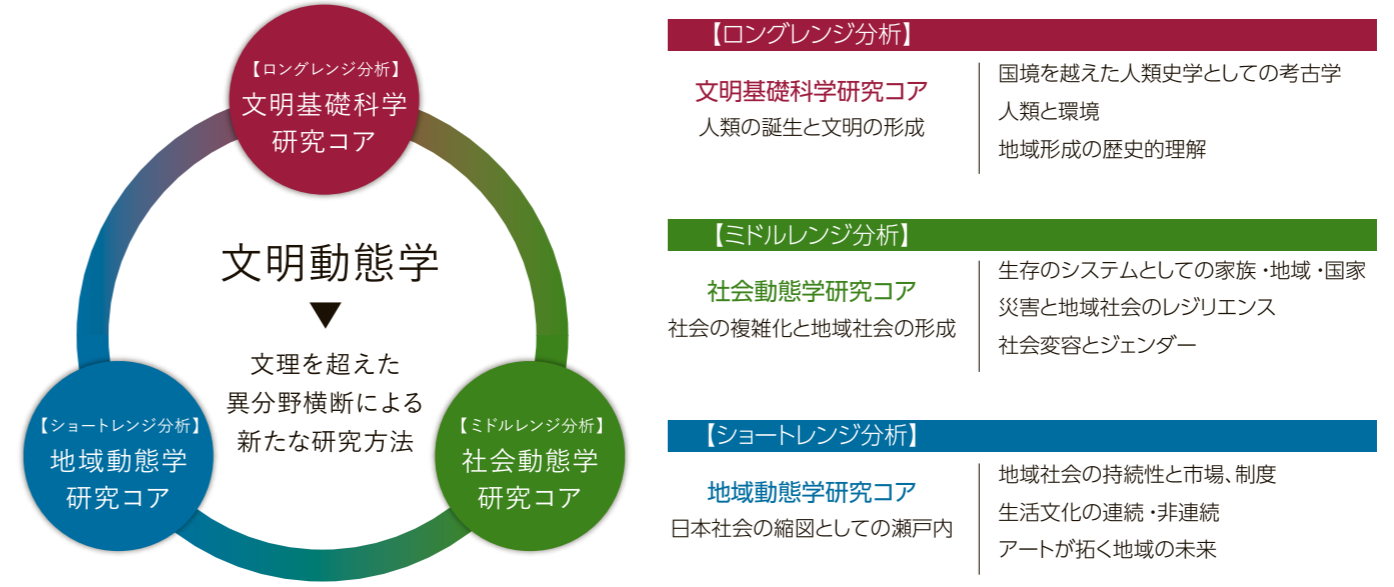 【ロングレンジ分析】
文明基礎科学
研究コア
文明動態学
▼
文理を超えた
異分野横断による
新たな研究方法
【ショートレンジ分析】
地域動態学
研究コア
【ミドルレンジ分析】
社会動態学
研究コア
【ロングレンジ分析】
文明基礎科学研究コア
人類の誕生と文明の形成
国境を越えた人類史学としての考古学
人類と環境
地域形成の歴史的理解
【ミドルレンジ分析】
社会動態学研究コア
社会の複雑化と地域社会の形成
生存のシステムとしての家族・地域・国家
災害と地域社会のレジリエンス
社会変容とジェンダー
【ショートレンジ分析】
地域動態学研究コア
日本社会の縮図としての瀬戸内
地域社会の持続性と市場、制度
生活文化の連続・非連続
アートが拓く地域の未来